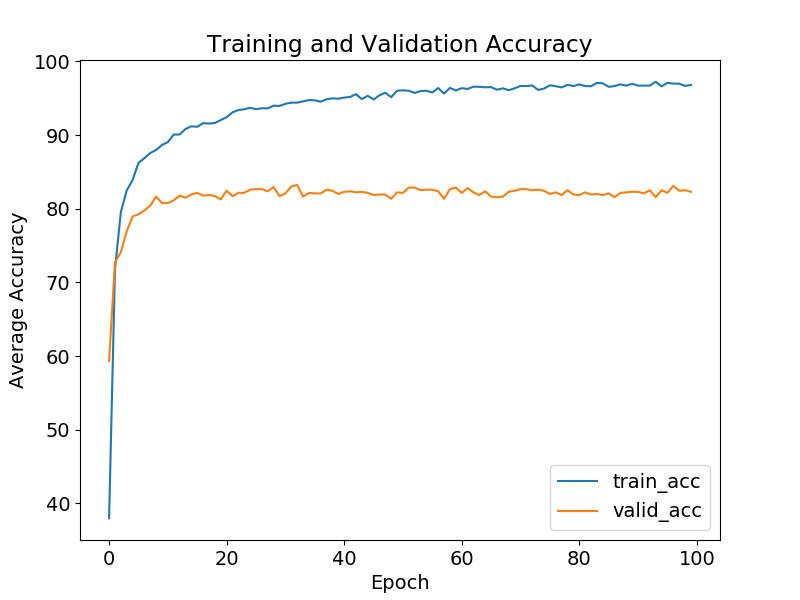 Training and Validation Accuracy
100
90
80
70
60
50
40
Average Accuracy
train_acc
valid_acc
0 20 40 60 80 100
Epoch